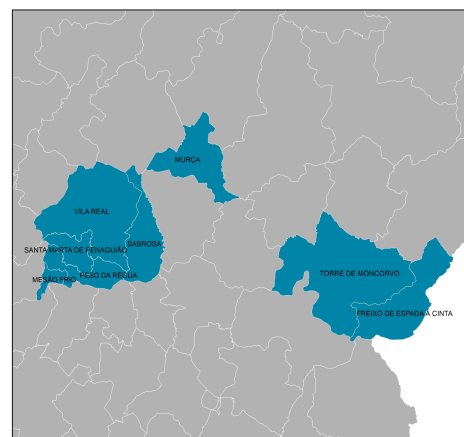 MURÇA
VILA REAL
SABROSA
SANTA MARTA DE PENAGUIÃO
MESÃO FRIO
PESO DA RÉGUA
TORRE DE MONCORVO
FREIXO DE ESPADA À CINTA